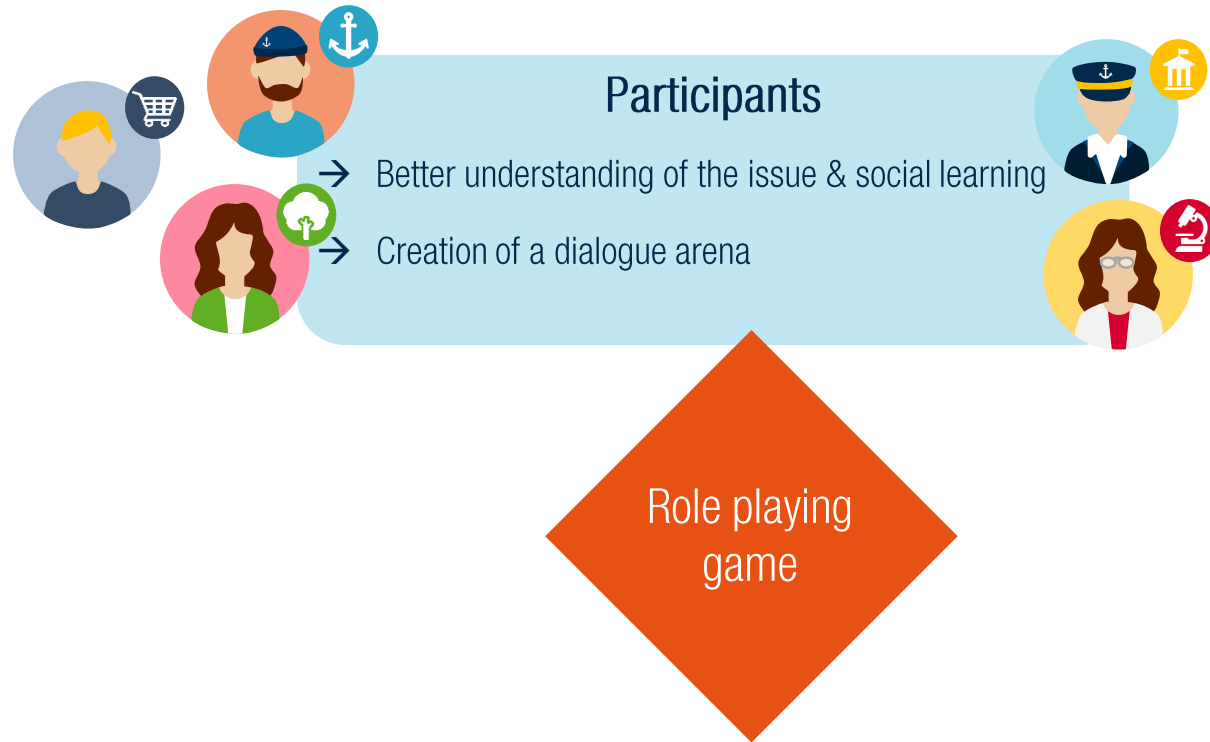 Participants
→ Better understanding of the issue & social learning
→ Creation of a dialogue arena
Role playing
game